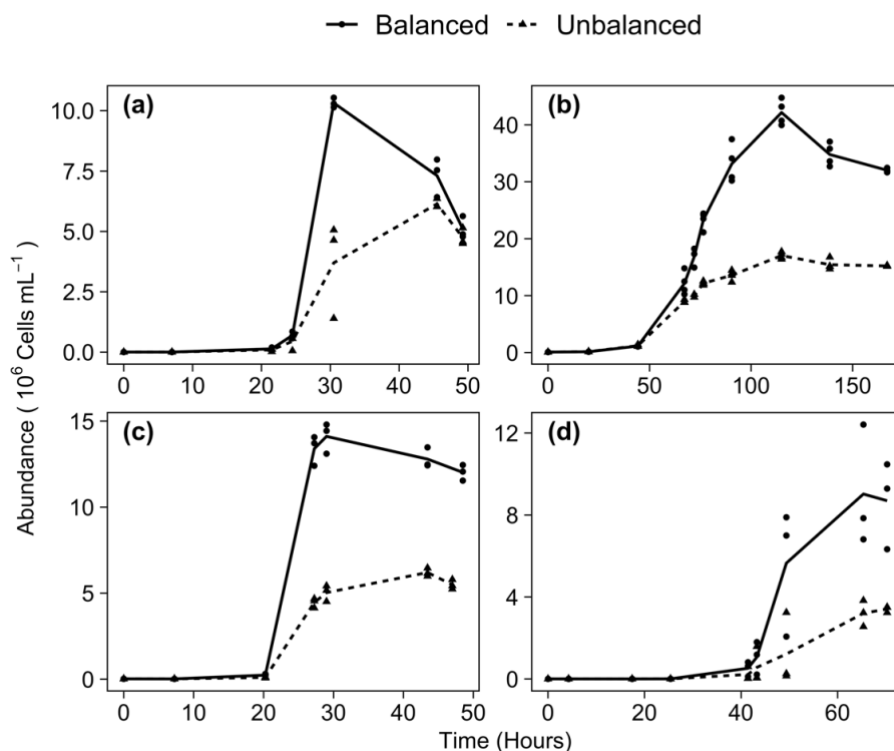 Balanced Unbalanced
(a)
10.0
7.5
5.0
2.5
0.0
0 10 20 30 40 50
(b)
40
30
20
10
0
0 50 100 150
Abundance ( 10⁶ Cells mL⁻¹ )
(c)
15
10
5
0
0 10 20 30 40 50
(d)
12
8
4
0
0 20 40 60
Time (Hours)